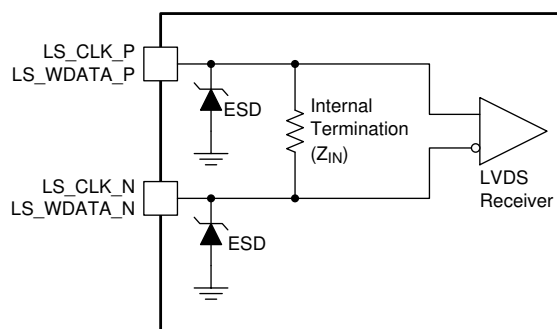 LS_CLK_P
LS_WDATA_P
ESD
Internal
Termination
(Z_IN)
LVDS
Receiver
LS_CLK_N
LS_WDATA_N
ESD